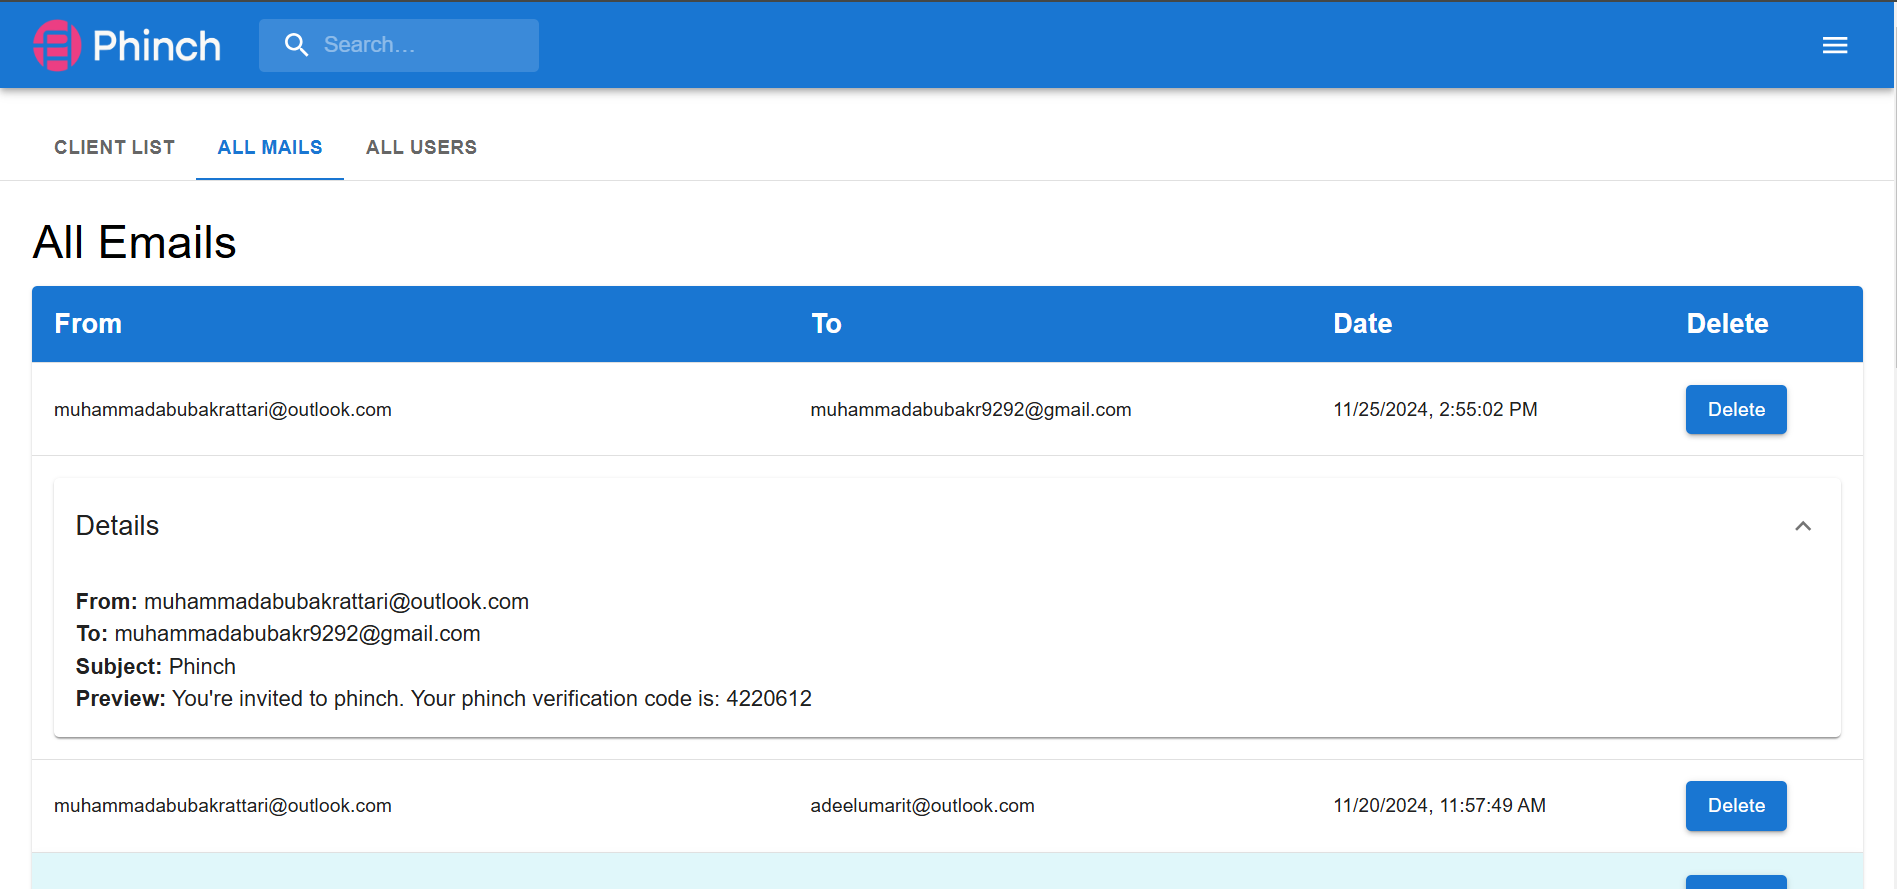 Phinch
Search…
CLIENT LIST ALL MAILS ALL USERS
All Emails
From To Date Delete
muhammadabubakrattari@outlook.com muhammadabubakr9292@gmail.com 11/25/2024, 2:55:02 PM Delete
Details
From: muhammadabubakrattari@outlook.com
To: muhammadabubakr9292@gmail.com
Subject: Phinch
Preview: You're invited to phinch. Your phinch verification code is: 4220612
muhammadabubakrattari@outlook.com adeelumarit@outlook.com 11/20/2024, 11:57:49 AM Delete